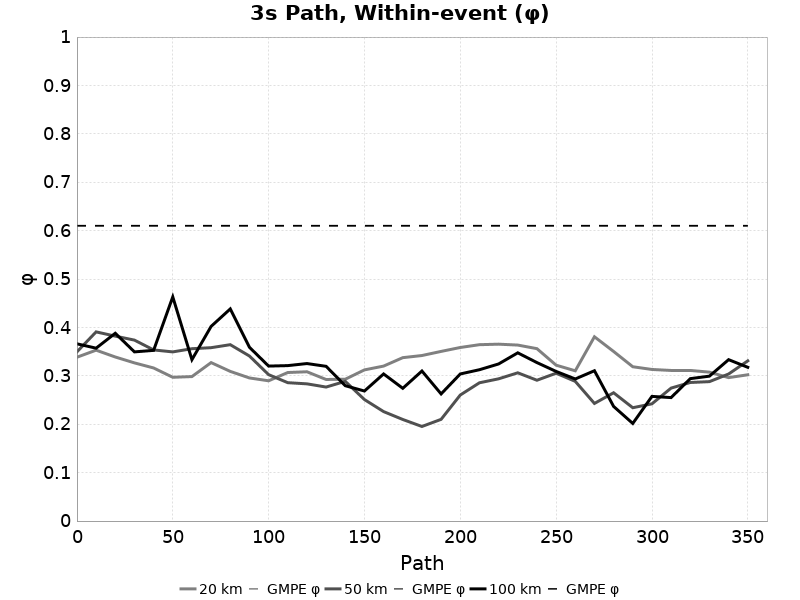 3s Path, Within-event (φ)
1
0.9
0.8
0.7
0.6
0.5
0.4
0.3
0.2
0.1
0
φ
0 50 100 150 200 250 300 350
Path
20 km GMPE φ 50 km GMPE φ 100 km GMPE φ